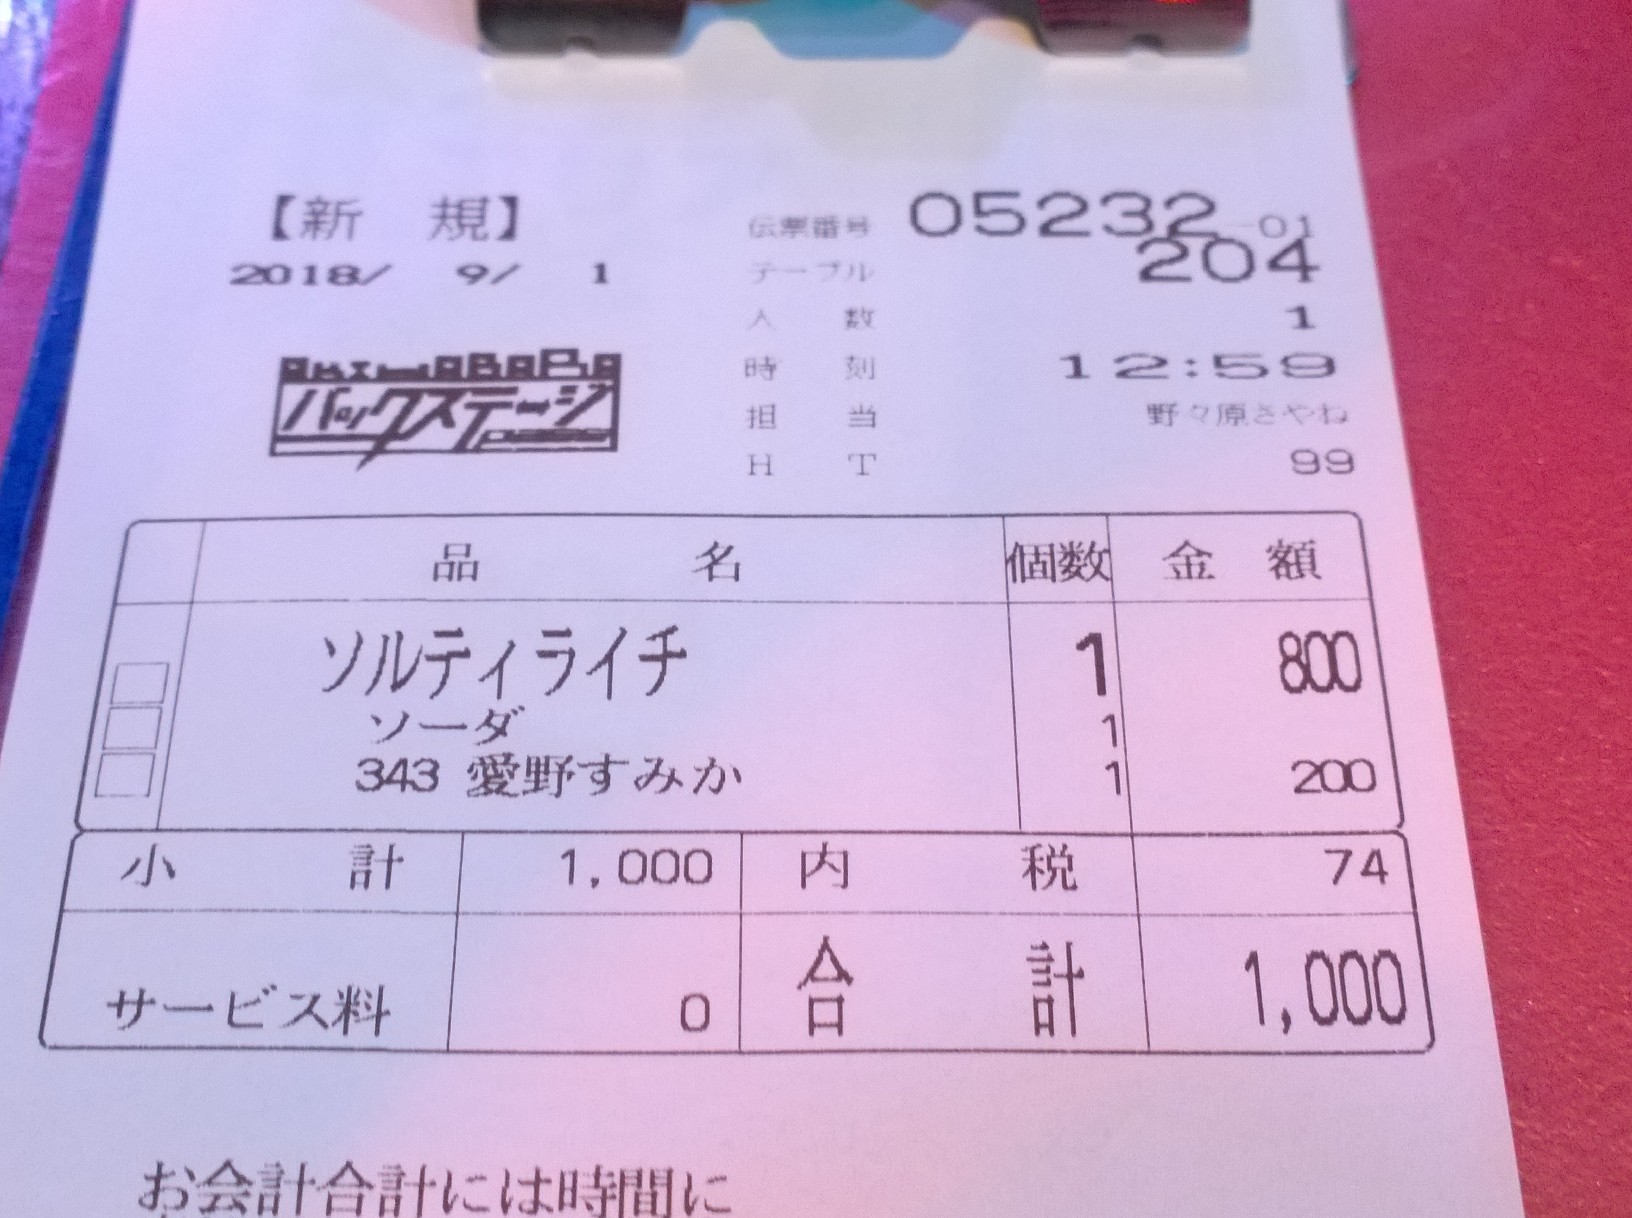 【新 規】 伝票番号 05232-01
2018/ 9/ 1 テーブル 204
人 数 1
AKIHABARA
時 刻 12:59
バックステージ
pass
担 当 野々原さやね
H T 99
品 名 個数 金 額
ソルティライチ 1 800
ソーダ 1
343 愛野すみか 1 200
小 計 1,000 内 税 74
サービス料 0 合 計 1,000
お会計合計には時間に